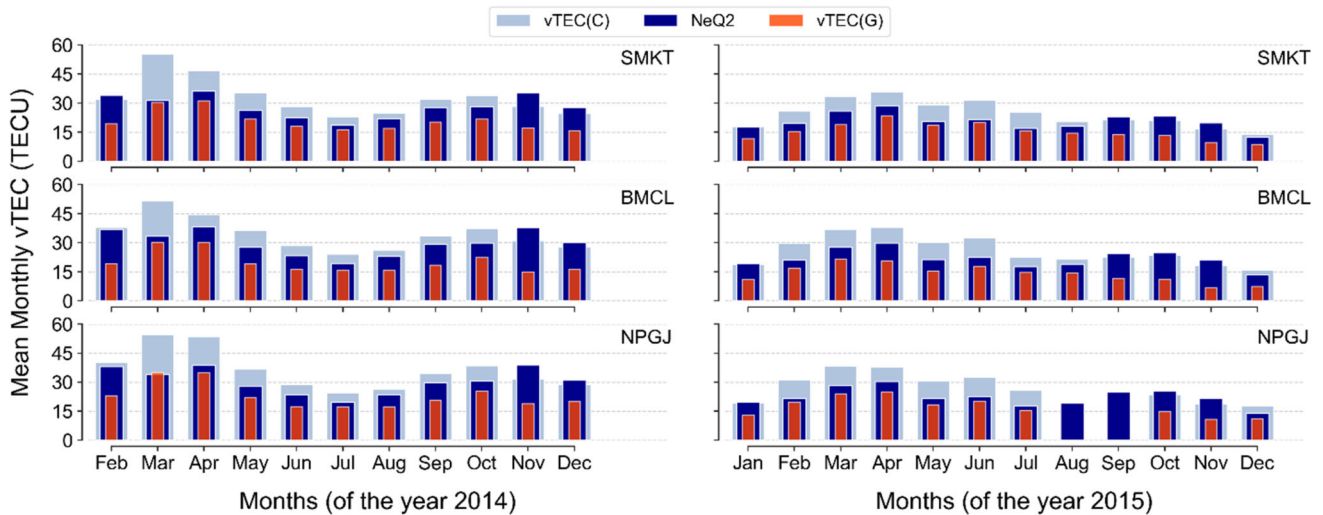 vTEC(C) NeQ2 vTEC(G)
Mean Monthly vTEC (TECU)
60
45
30
15
0
SMKT
SMKT
60
45
30
15
0
BMCL
BMCL
60
45
30
15
0
NPGJ
NPGJ
Feb Mar Apr May Jun Jul Aug Sep Oct Nov Dec
Jan Feb Mar Apr May Jun Jul Aug Sep Oct Nov Dec
Months (of the year 2014)
Months (of the year 2015)